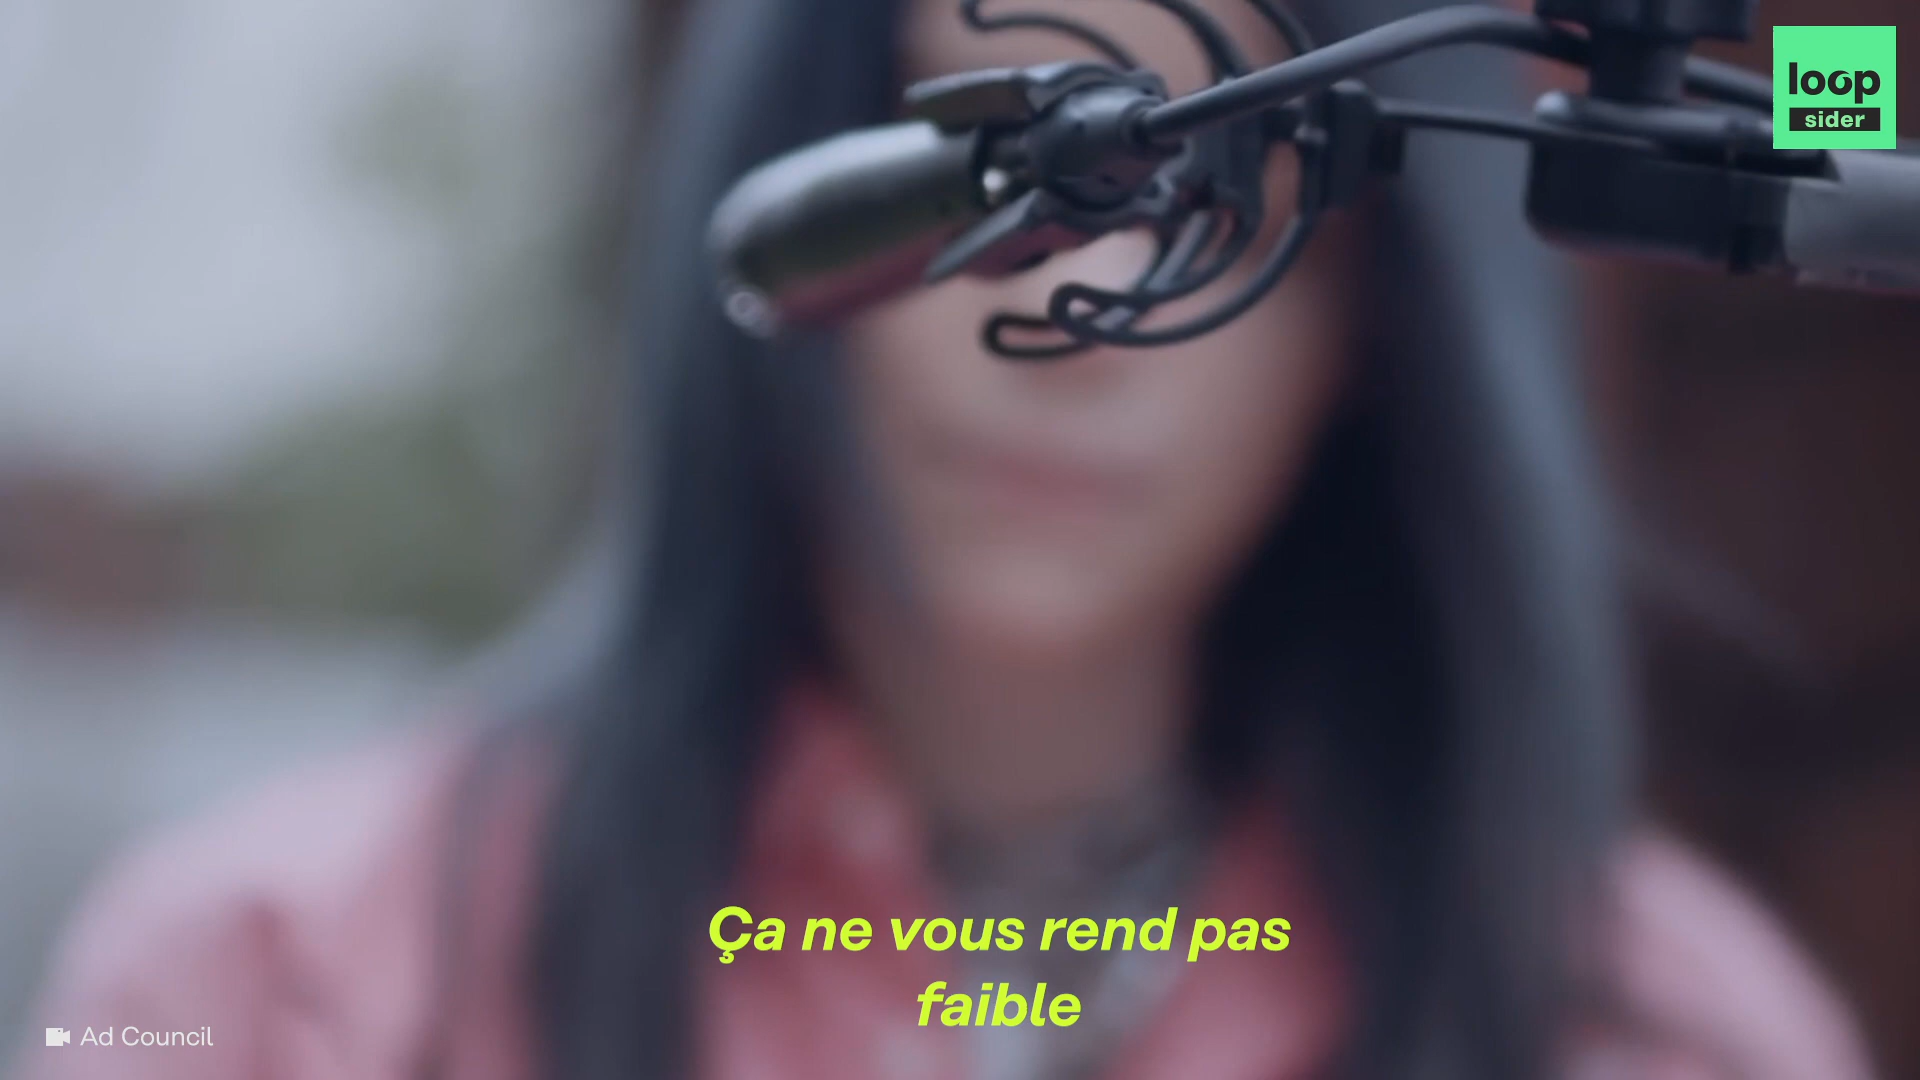 loop
sider
Ça ne vous rend pas
faible
Ad Council